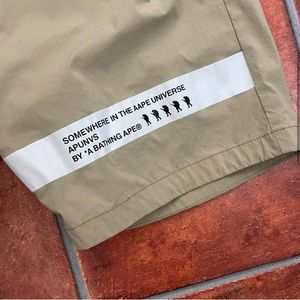 SOMEWHERE IN THE AAPE UNIVERSE
APUNVS
BY *A BATHING APE®